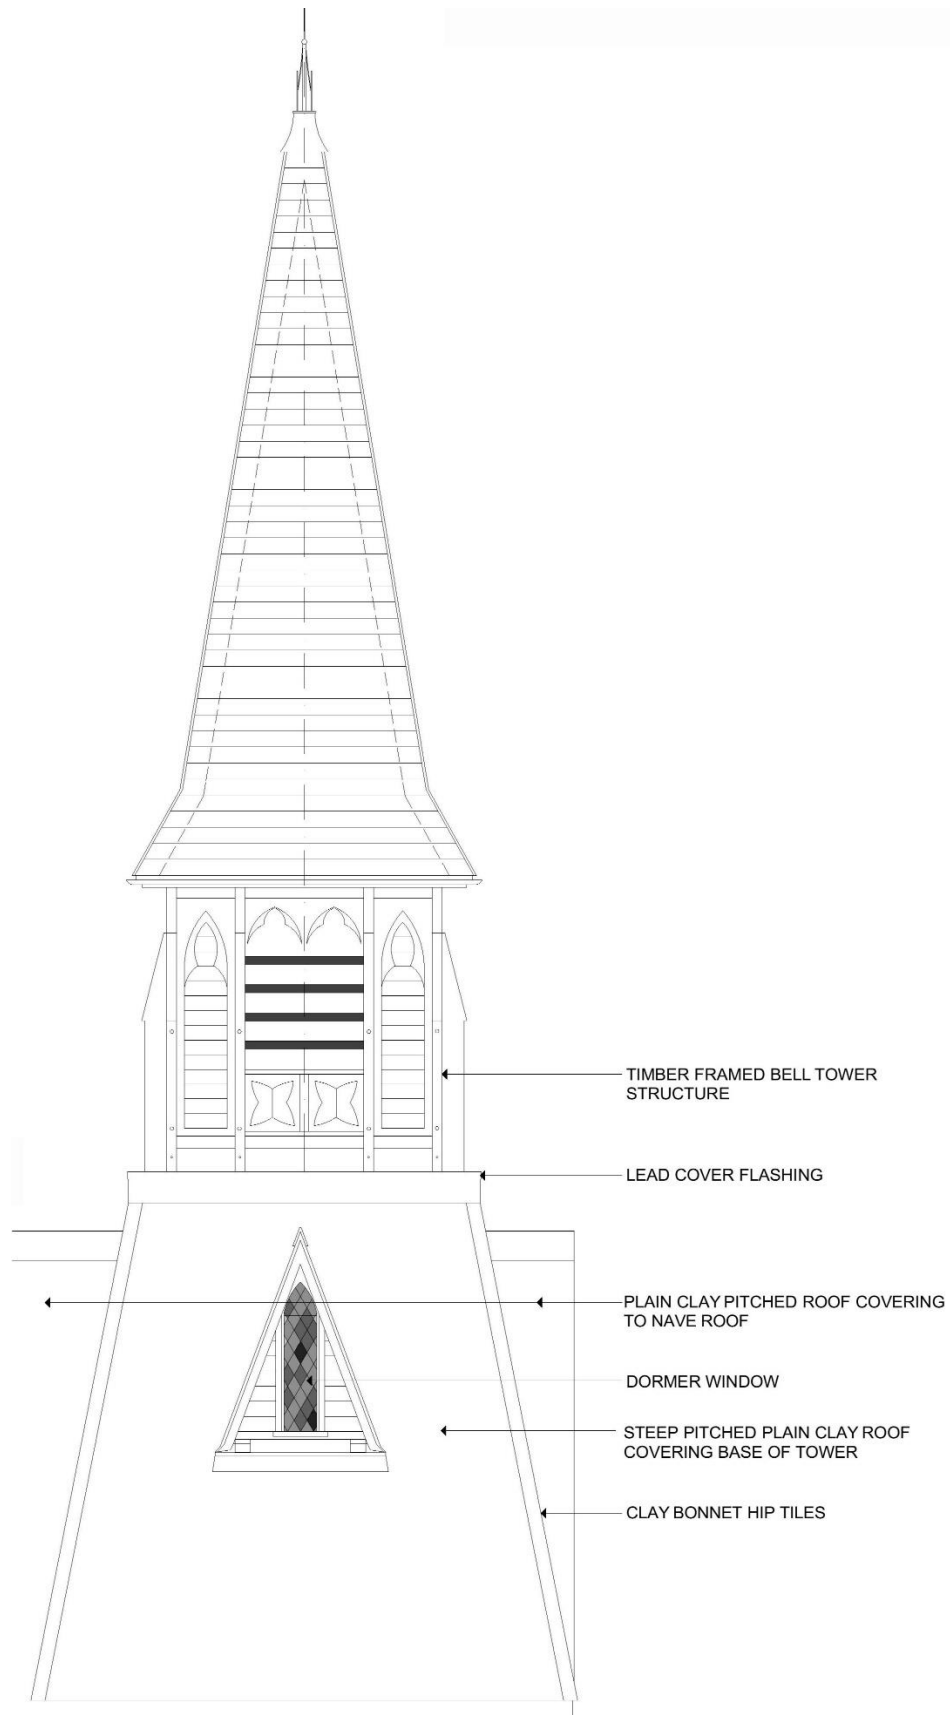 TIMBER FRAMED BELL TOWER
STRUCTURE
LEAD COVER FLASHING
PLAIN CLAY PITCHED ROOF COVERING
TO NAVE ROOF
DORMER WINDOW
STEEP PITCHED PLAIN CLAY ROOF
COVERING BASE OF TOWER
CLAY BONNET HIP TILES